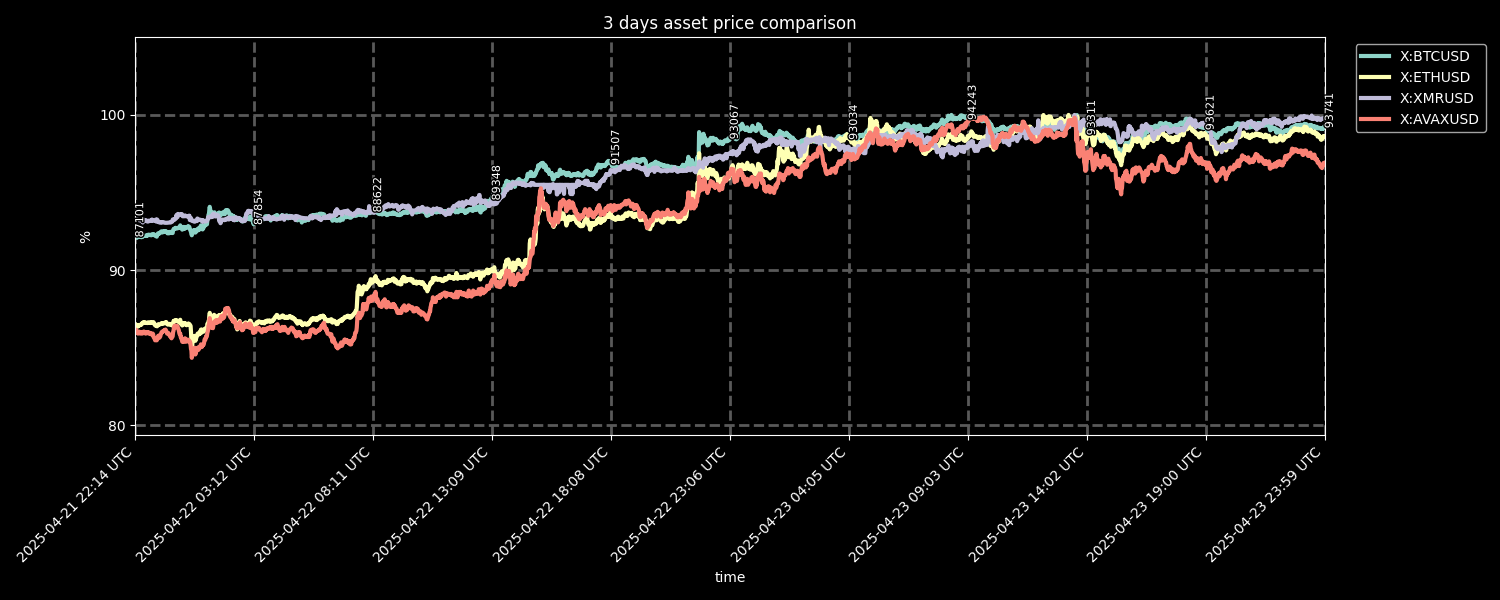 3 days asset price comparison
X:BTCUSD
X:ETHUSD
X:XMRUSD
X:AVAXUSD
%
100
90
80
87101
87854
88622
89348
91507
93067
93034
94243
93311
93621
93741
2025-04-21 22:14 UTC
2025-04-22 03:12 UTC
2025-04-22 08:11 UTC
2025-04-22 13:09 UTC
2025-04-22 18:08 UTC
2025-04-22 23:06 UTC
2025-04-23 04:05 UTC
2025-04-23 09:03 UTC
2025-04-23 14:02 UTC
2025-04-23 19:00 UTC
2025-04-23 23:59 UTC
time